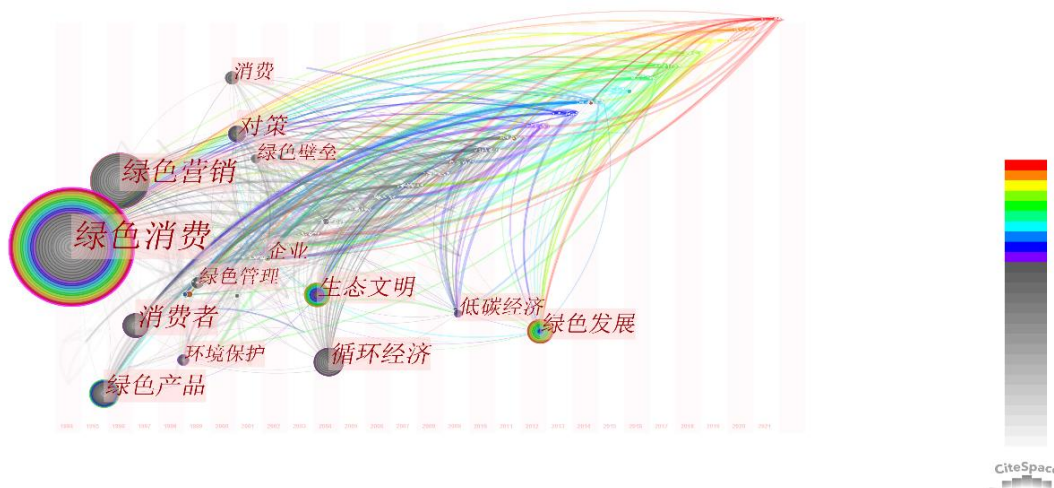 消费
对策
绿色壁垒
绿色营销
绿色消费
企业
绿色管理
生态文明
低碳经济
消费者
绿色发展
环境保护
循环经济
绿色产品
CiteSpace